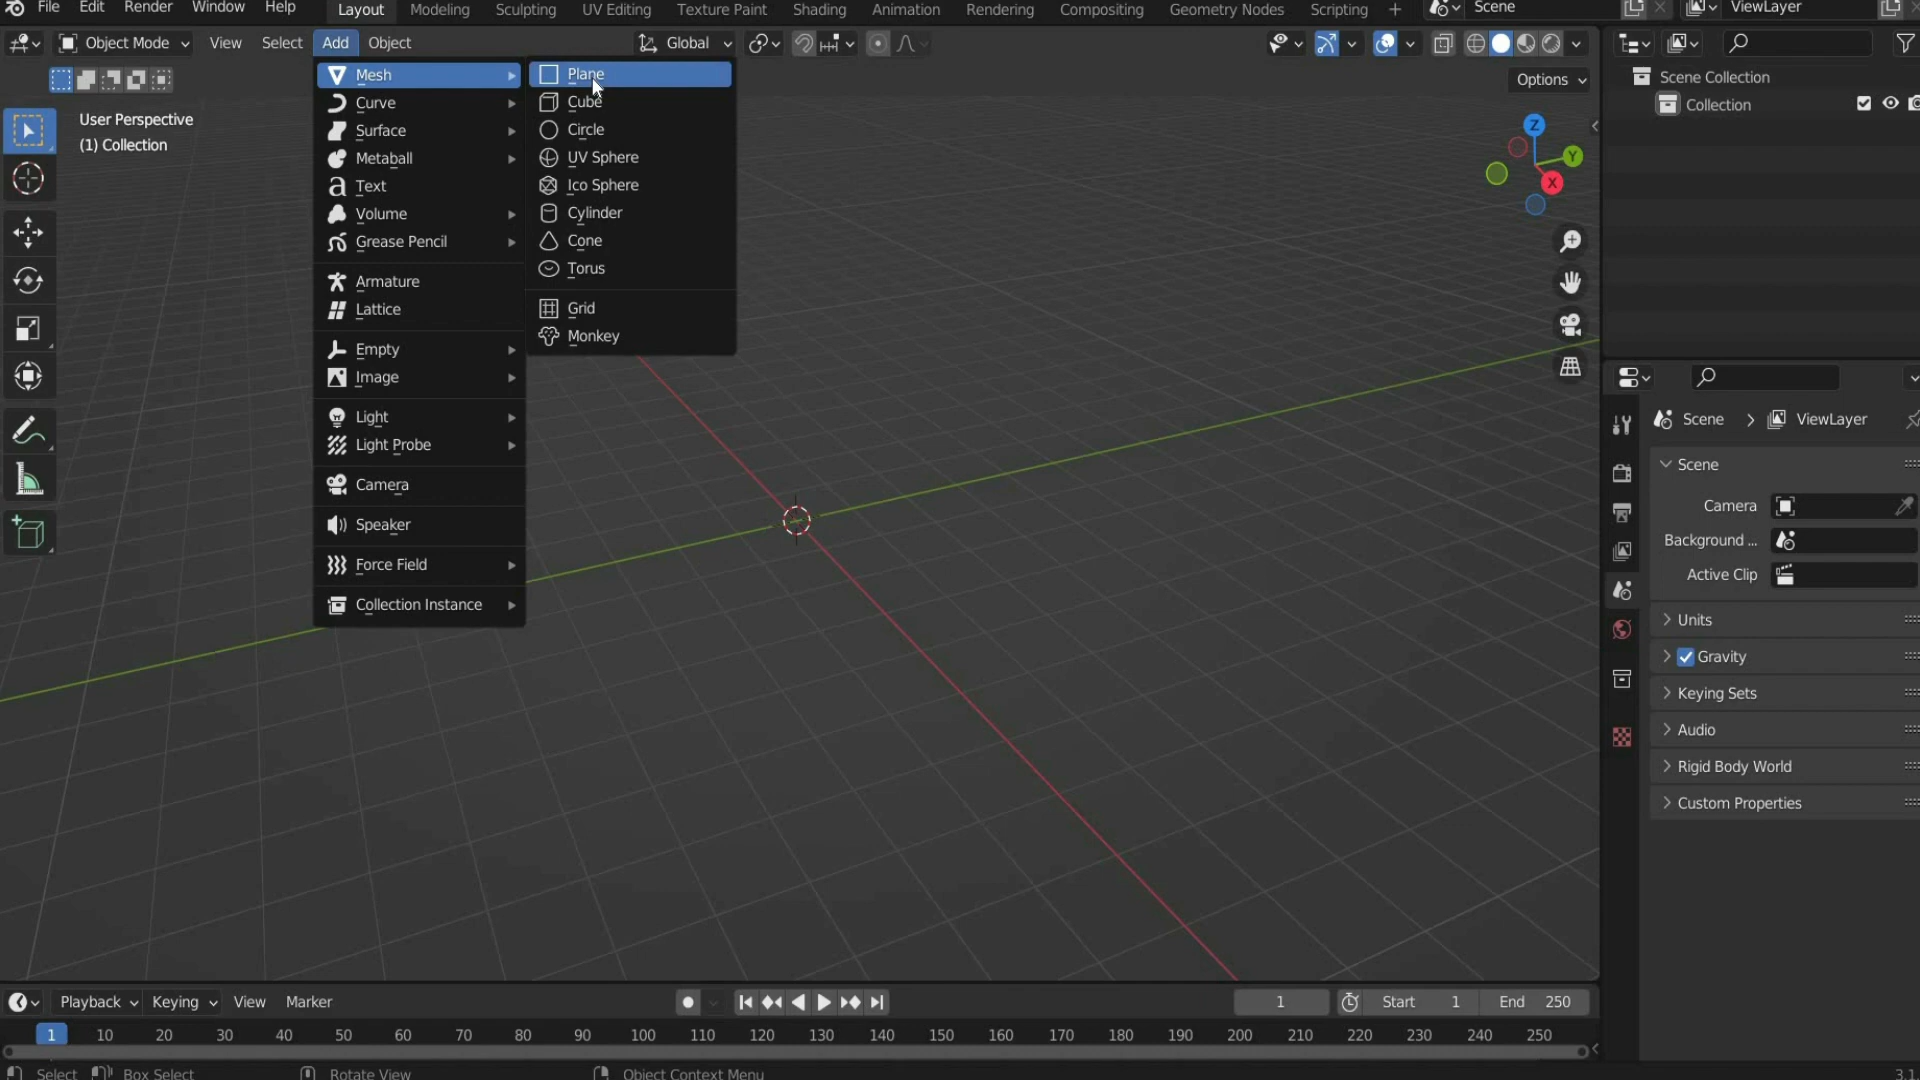 File Edit Render Window Help Layout Modeling Sculpting UV Editing Texture Paint Shading Animation Rendering Compositing Geometry Nodes Scripting + Scene ViewLayer
Object Mode View Select Add Object Global
Options
User Perspective
(1) Collection
Mesh
Curve
Surface
Metaball
Text
Volume
Grease Pencil
Armature
Lattice
Empty
Image
Light
Light Probe
Camera
Speaker
Force Field
Collection Instance
Plane
Cube
Circle
UV Sphere
Ico Sphere
Cylinder
Cone
Torus
Grid
Monkey
Z
Y
X
Scene Collection
Collection
Scene > ViewLayer
Scene
Camera
Background ...
Active Clip
Units
Gravity
Keying Sets
Audio
Rigid Body World
Custom Properties
Playback Keying View Marker 1 Start 1 End 250
1 10 20 30 40 50 60 70 80 90 100 110 120 130 140 150 160 170 180 190 200 210 220 230 240 250
Select Box Select Rotate View Object Context Menu 3.1.